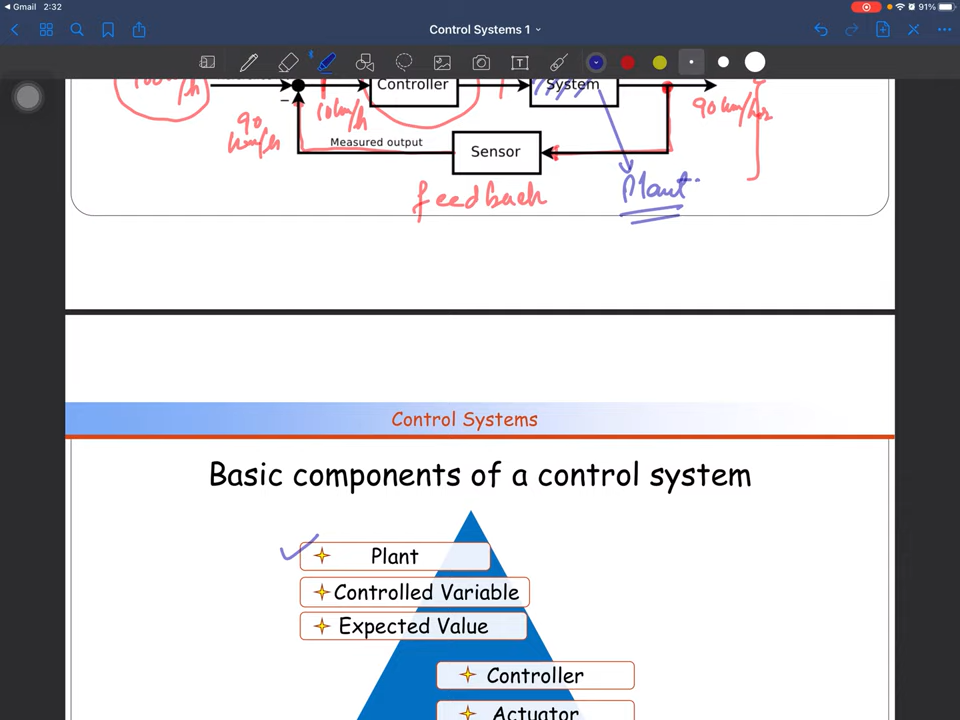 Gmail 2:32 91%
Control Systems 1
Controller System
10km/h 90 km/hr
90
km/h
Measured output
Sensor
feedback
Plant
Control Systems
Basic components of a control system
Plant
Controlled Variable
Expected Value
Controller
Actuator